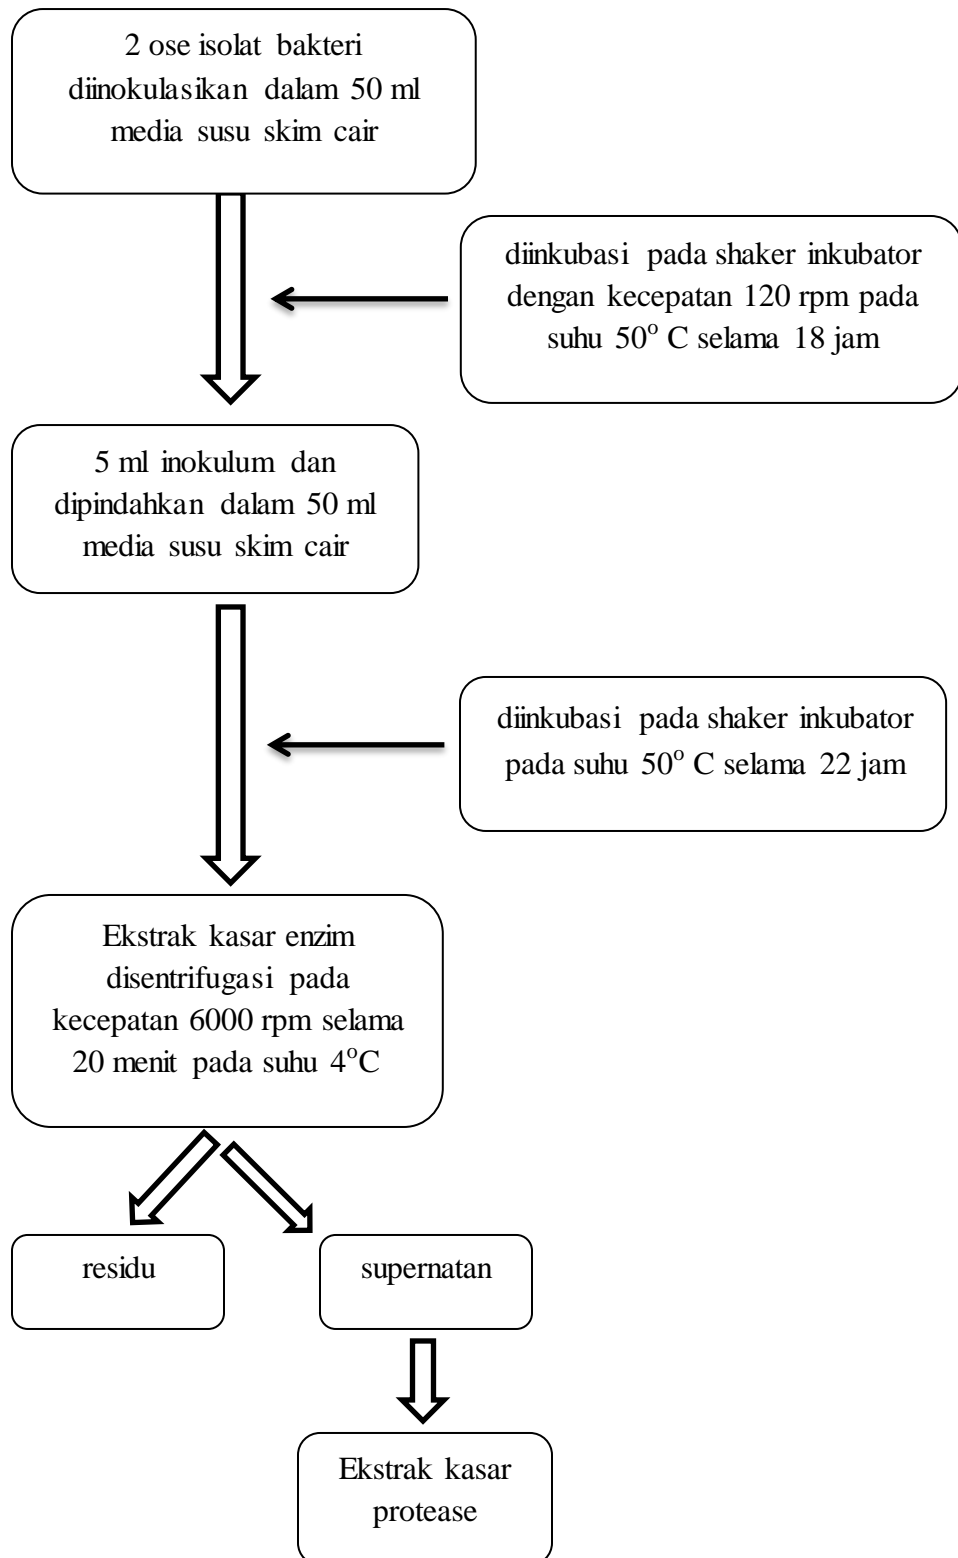 2 ose isolat bakteri
diinokulasikan dalam 50 ml
media susu skim cair
diinkubasi pada shaker inkubator
dengan kecepatan 120 rpm pada
suhu 50° C selama 18 jam
5 ml inokulum dan
dipindahkan dalam 50 ml
media susu skim cair
diinkubasi pada shaker inkubator
pada suhu 50° C selama 22 jam
Ekstrak kasar enzim
disentrifugasi pada
kecepatan 6000 rpm selama
20 menit pada suhu 4°C
residu
supernatan
Ekstrak kasar
protease